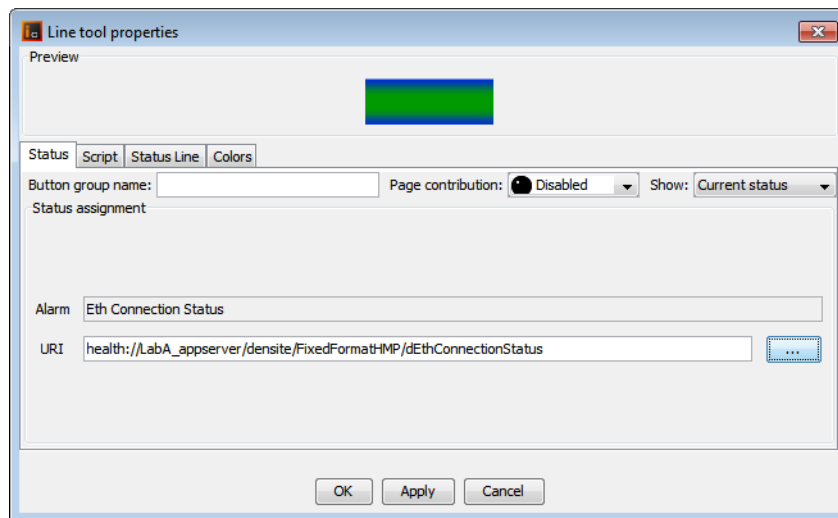 Line tool properties
Preview
Status Script Status Line Colors
Button group name: Page contribution: Disabled Show: Current status
Status assignment
Alarm Eth Connection Status
URI health://LabA_appserver/densite/FixedFormatHMP/dEthConnectionStatus ...
OK Apply Cancel